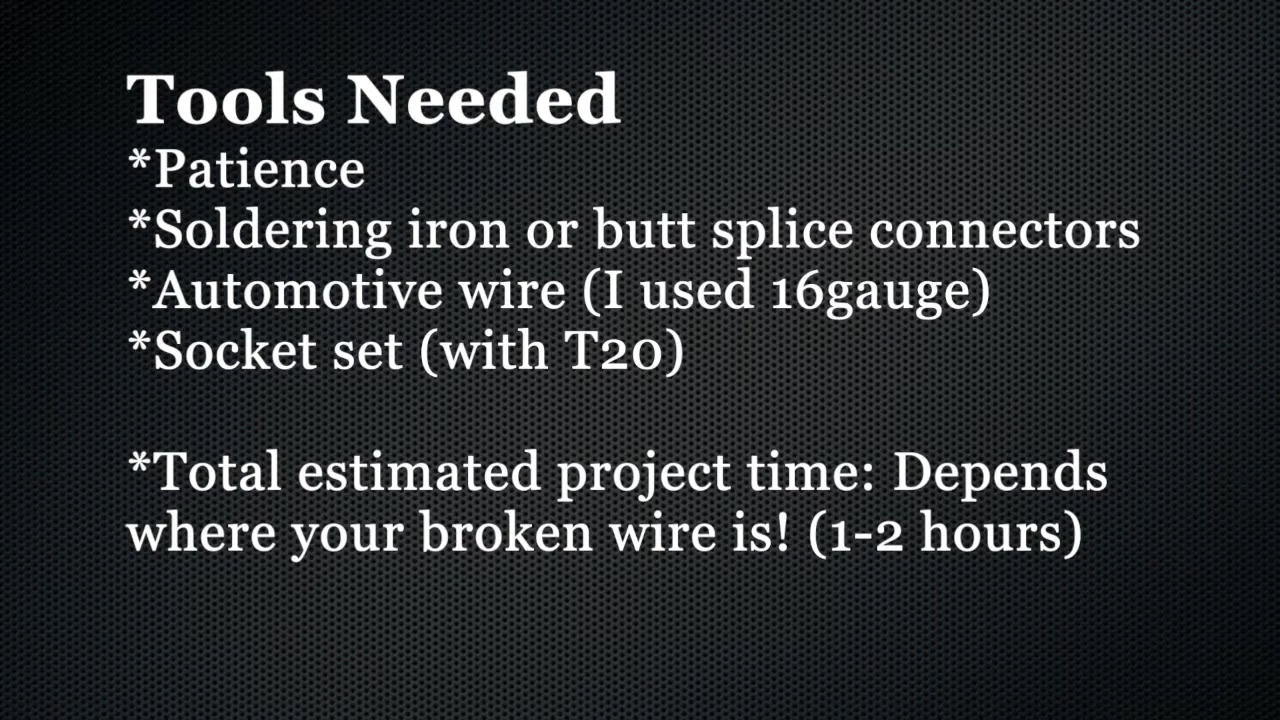 Tools Needed
*Patience
*Soldering iron or butt splice connectors
*Automotive wire (I used 16gauge)
*Socket set (with T20)
*Total estimated project time: Depends
where your broken wire is! (1-2 hours)